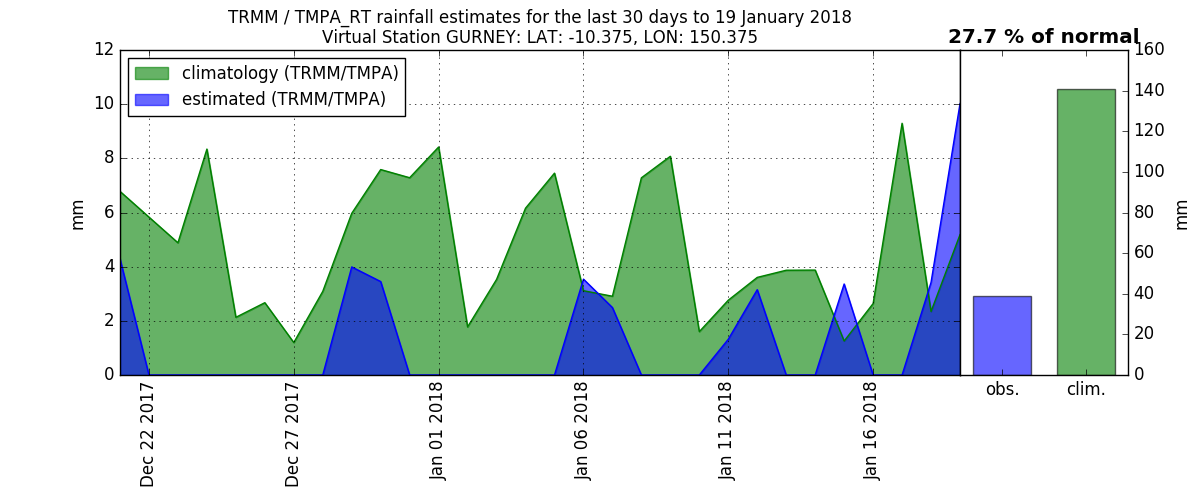 TRMM / TMPA_RT rainfall estimates for the last 30 days to 19 January 2018
Virtual Station GURNEY: LAT: -10.375, LON: 150.375
27.7 % of normal
climatology (TRMM/TMPA)
estimated (TRMM/TMPA)
12
10
8
6
4
2
0
mm
Dec 22 2017
Dec 27 2017
Jan 01 2018
Jan 06 2018
Jan 11 2018
Jan 16 2018
obs.
clim.
160
140
120
100
80
60
40
20
0
mm